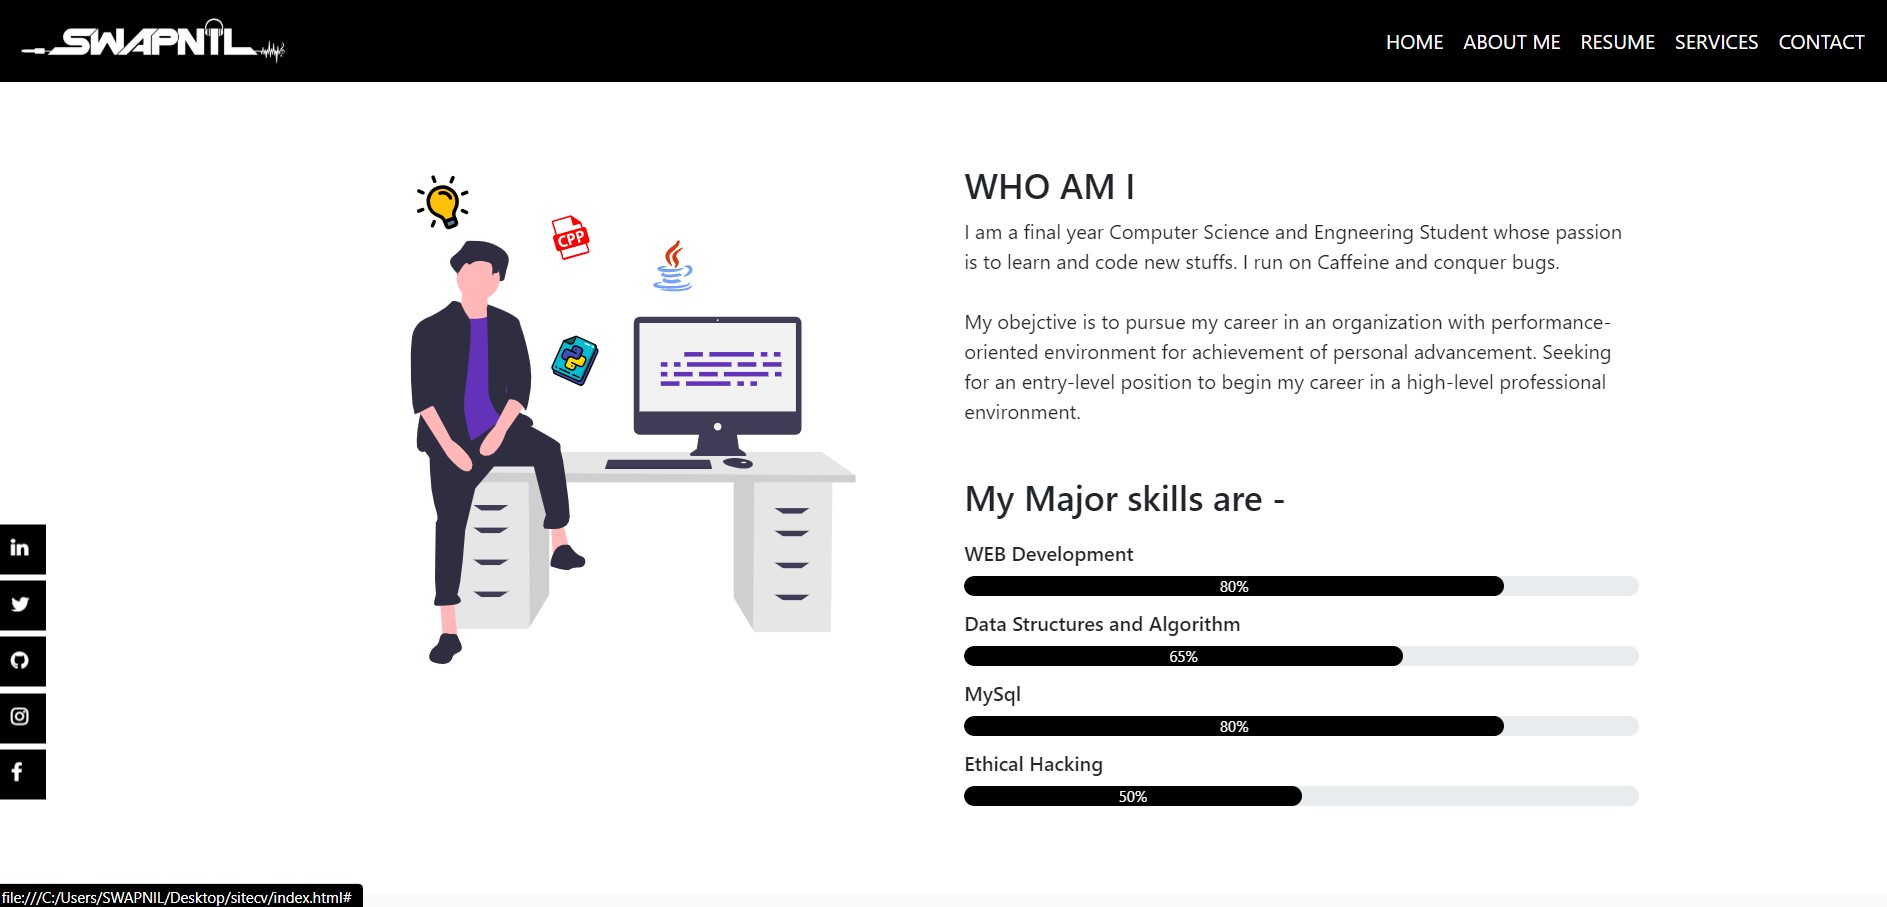 SWAPNIL
HOME ABOUT ME RESUME SERVICES CONTACT
CPP
WHO AM I
I am a final year Computer Science and Engneering Student whose passion
is to learn and code new stuffs. I run on Caffeine and conquer bugs.
My obejctive is to pursue my career in an organization with performance-
oriented environment for achievement of personal advancement. Seeking
for an entry-level position to begin my career in a high-level professional
environment.
My Major skills are -
WEB Development
80%
Data Structures and Algorithm
65%
MySql
80%
Ethical Hacking
50%
in
file:///C:/Users/SWAPNIL/Desktop/sitecv/index.html#